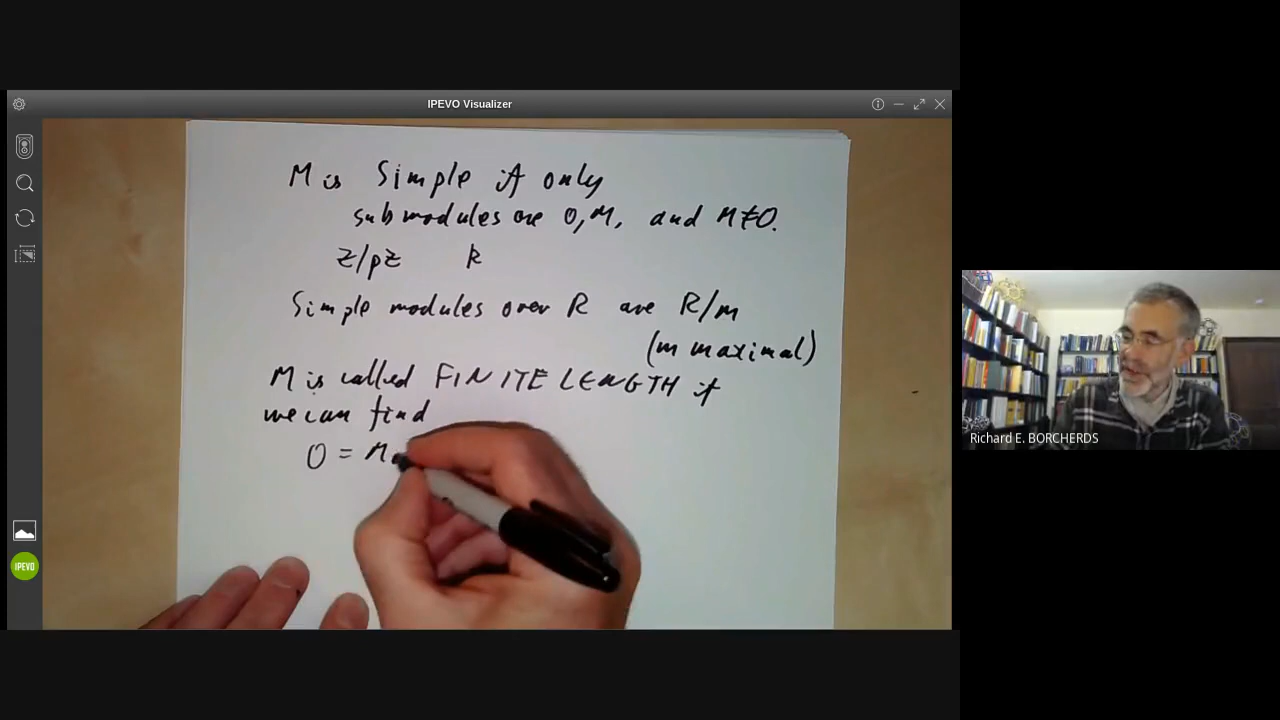 IPEVO Visualizer
M is Simple if only
submodules are 0, M, and M≠0.
Z/pZ k
Simple modules over R are R/m
(m maximal)
M is called FINITE LENGTH if
we can find
0 = M
IPEVO
Richard E. BORCHERDS